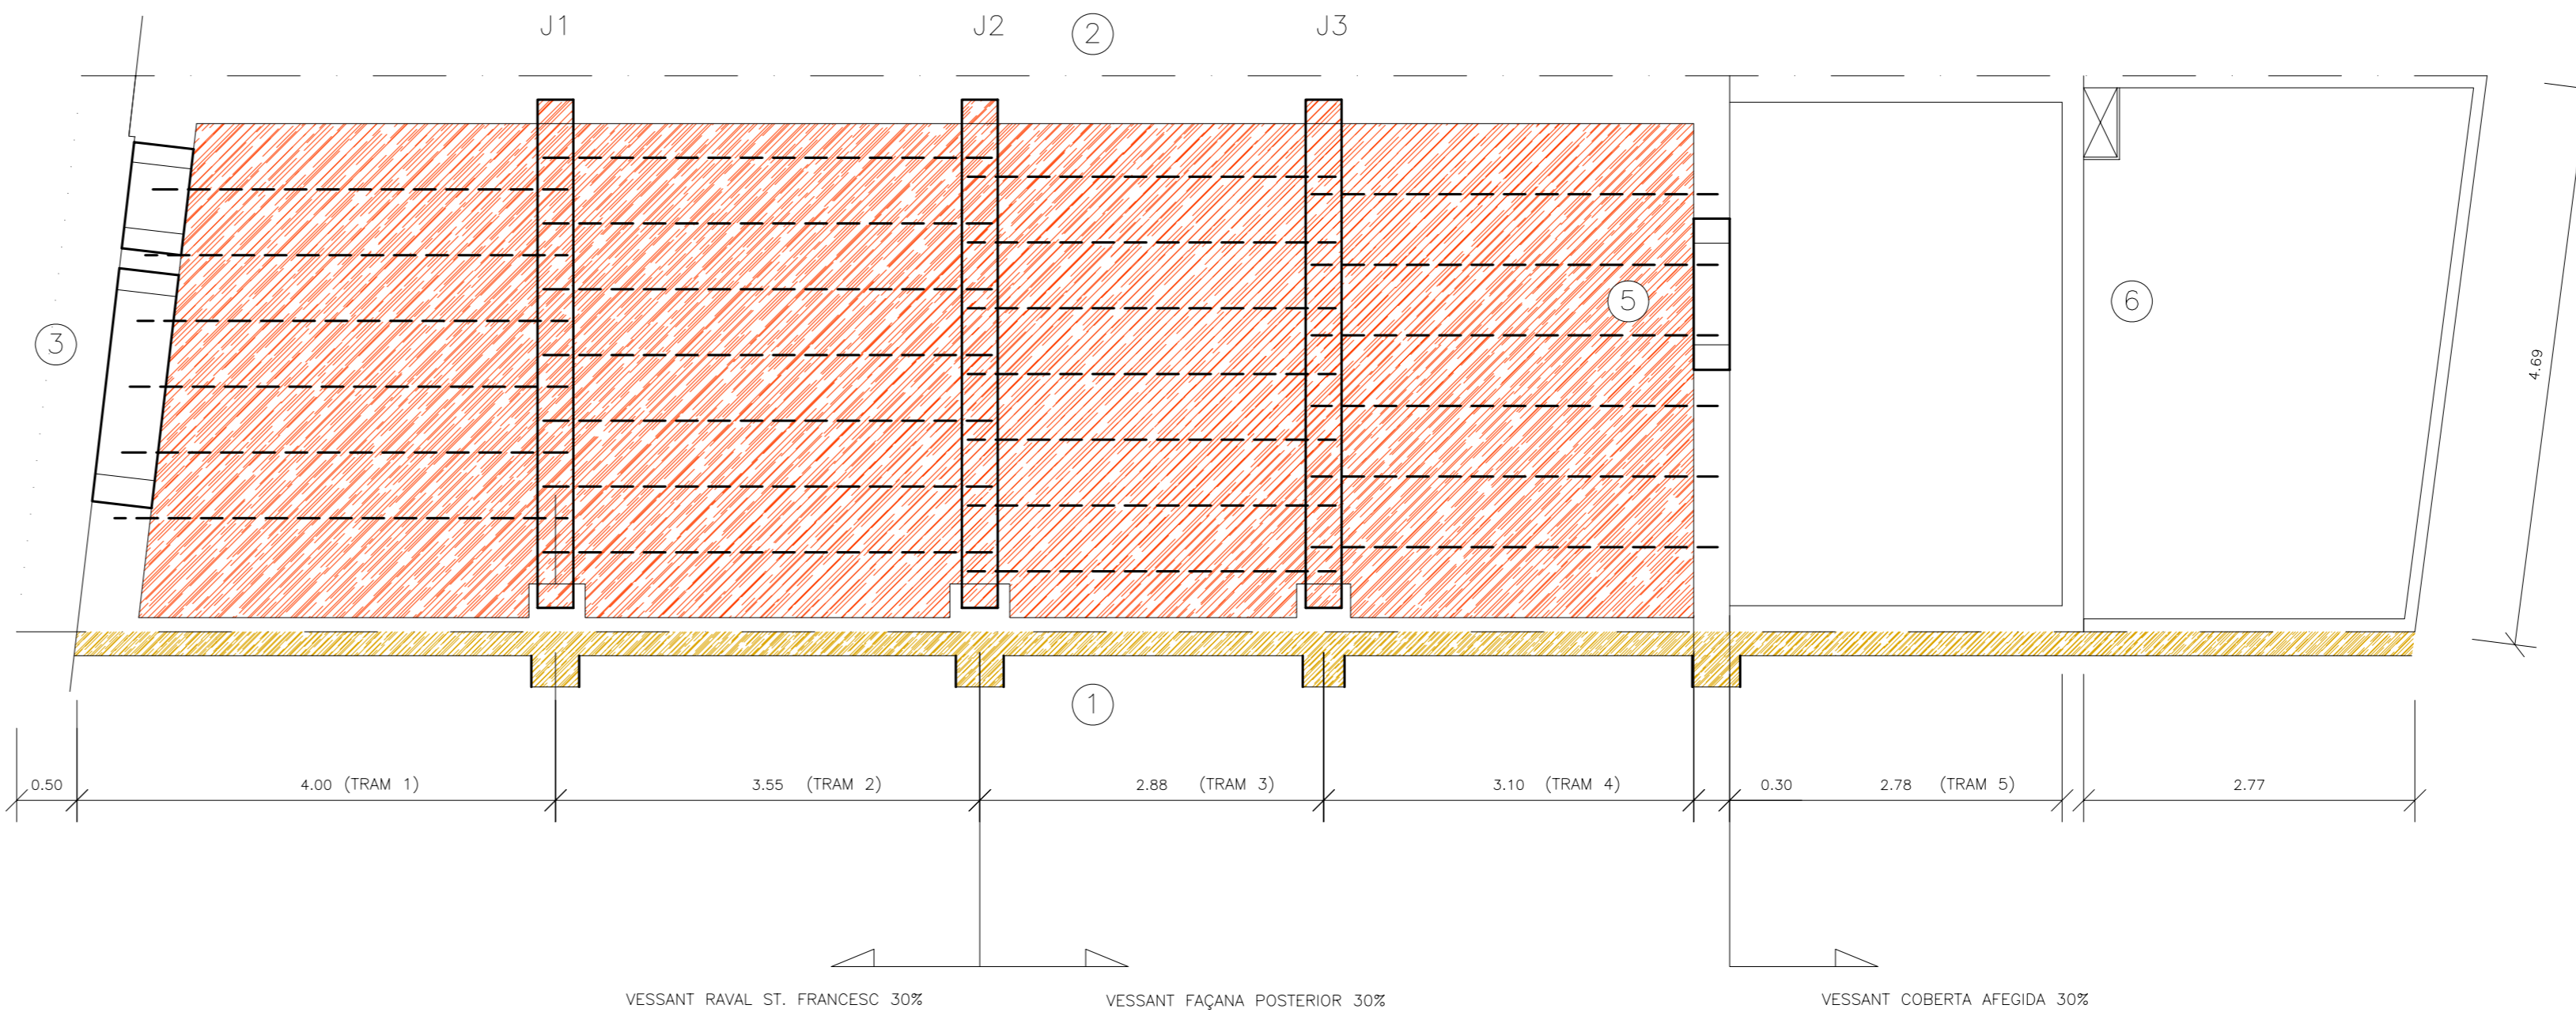 J1 J2 2 J3
5 6
3
4.69
1
0.50 4.00 (TRAM 1) 3.55 (TRAM 2) 2.88 (TRAM 3) 3.10 (TRAM 4) 0.30 2.78 (TRAM 5) 2.77
VESSANT RAVAL ST. FRANCESC 30% VESSANT FAÇANA POSTERIOR 30% VESSANT COBERTA AFEGIDA 30%